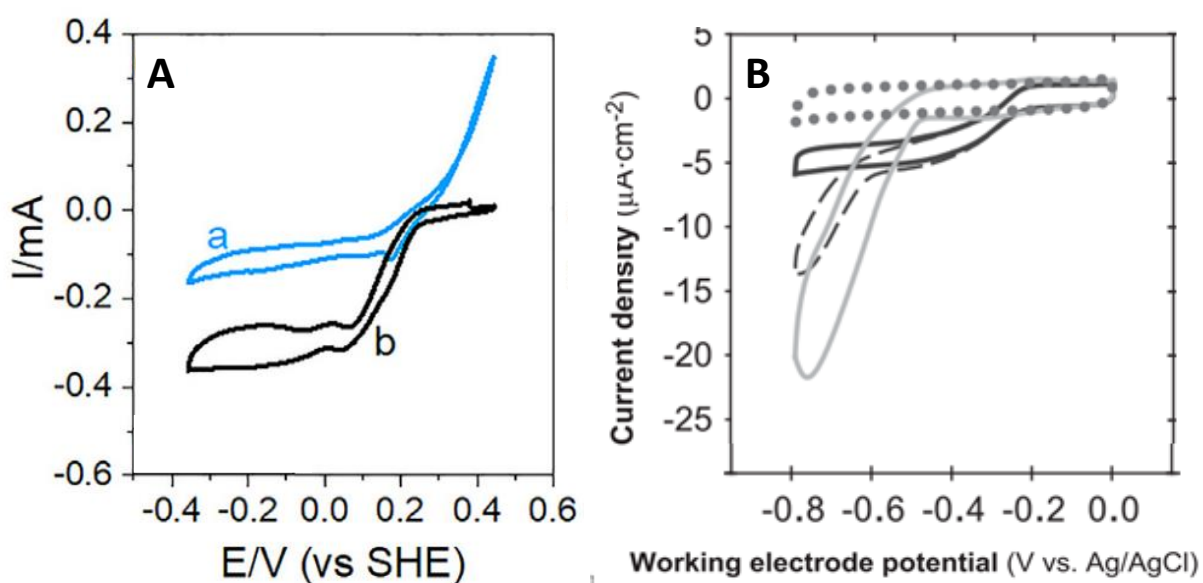 A
I/mA
0.4
0.2
0.0
-0.2
-0.4
-0.6
a
b
-0.4 -0.2 0.0 0.2 0.4 0.6
E/V (vs SHE)
B
Current density (µA·cm-2)
5
0
-5
-10
-15
-20
-25
-0.8 -0.6 -0.4 -0.2 0.0
Working electrode potential (V vs. Ag/AgCl)